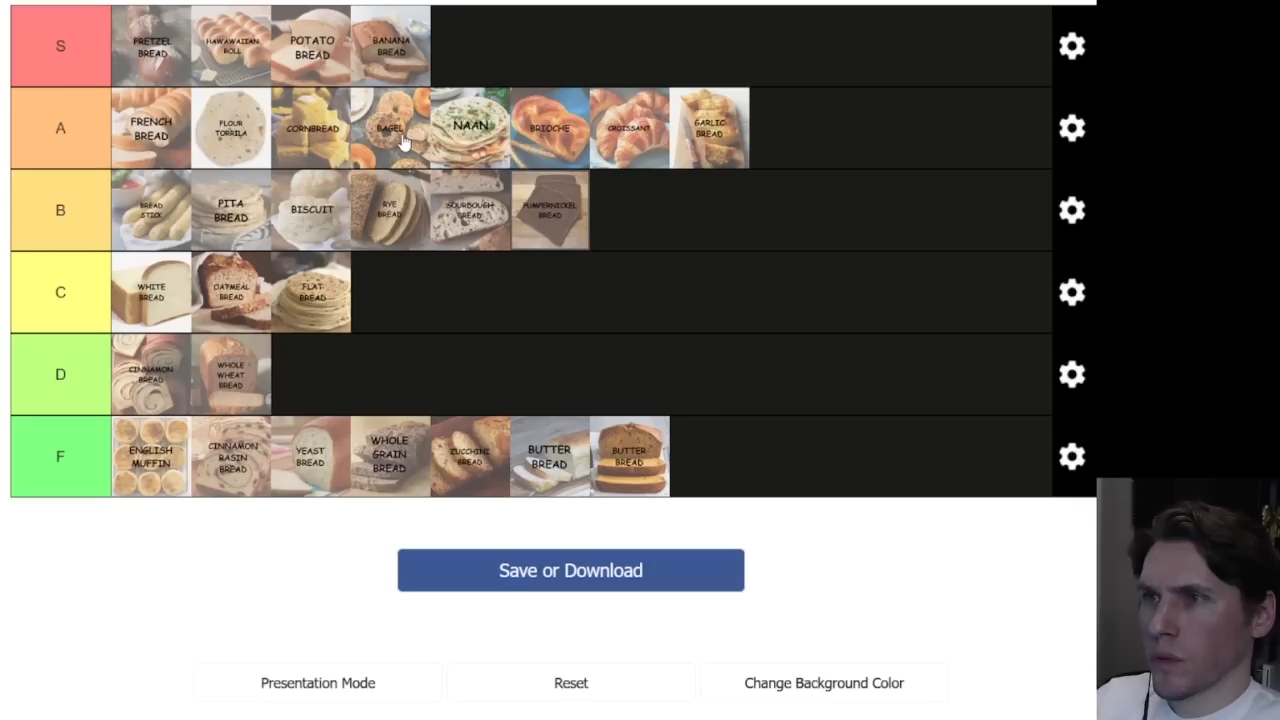 S
PRETZEL
BREAD
HAWAWAIIAN
ROLL
POTATO
BREAD
BANANA
BREAD
A
FRENCH
BREAD
FLOUR
TORRILA
CORNBREAD
BAGEL
NAAN
BRIOCHE
CROISSANT
GARLIC
BREAD
B
BREAD
STICK
PITA
BREAD
BISCUIT
RYE
BREAD
SOURBOUGH
BREAD
PUMPERNICKEL
BREAD
C
WHITE
BREAD
OATMEAL
BREAD
FLAT
BREAD
D
CINNAMON
BREAD
WHOLE
WHEAT
BREAD
F
ENGLISH
MUFFIN
CINNAMON
RASIN
BREAD
YEAST
BREAD
WHOLE
GRAIN
BREAD
ZUCCHINI
BREAD
BUTTER
BREAD
BUTTER
BREAD
Save or Download
Presentation Mode
Reset
Change Background Color